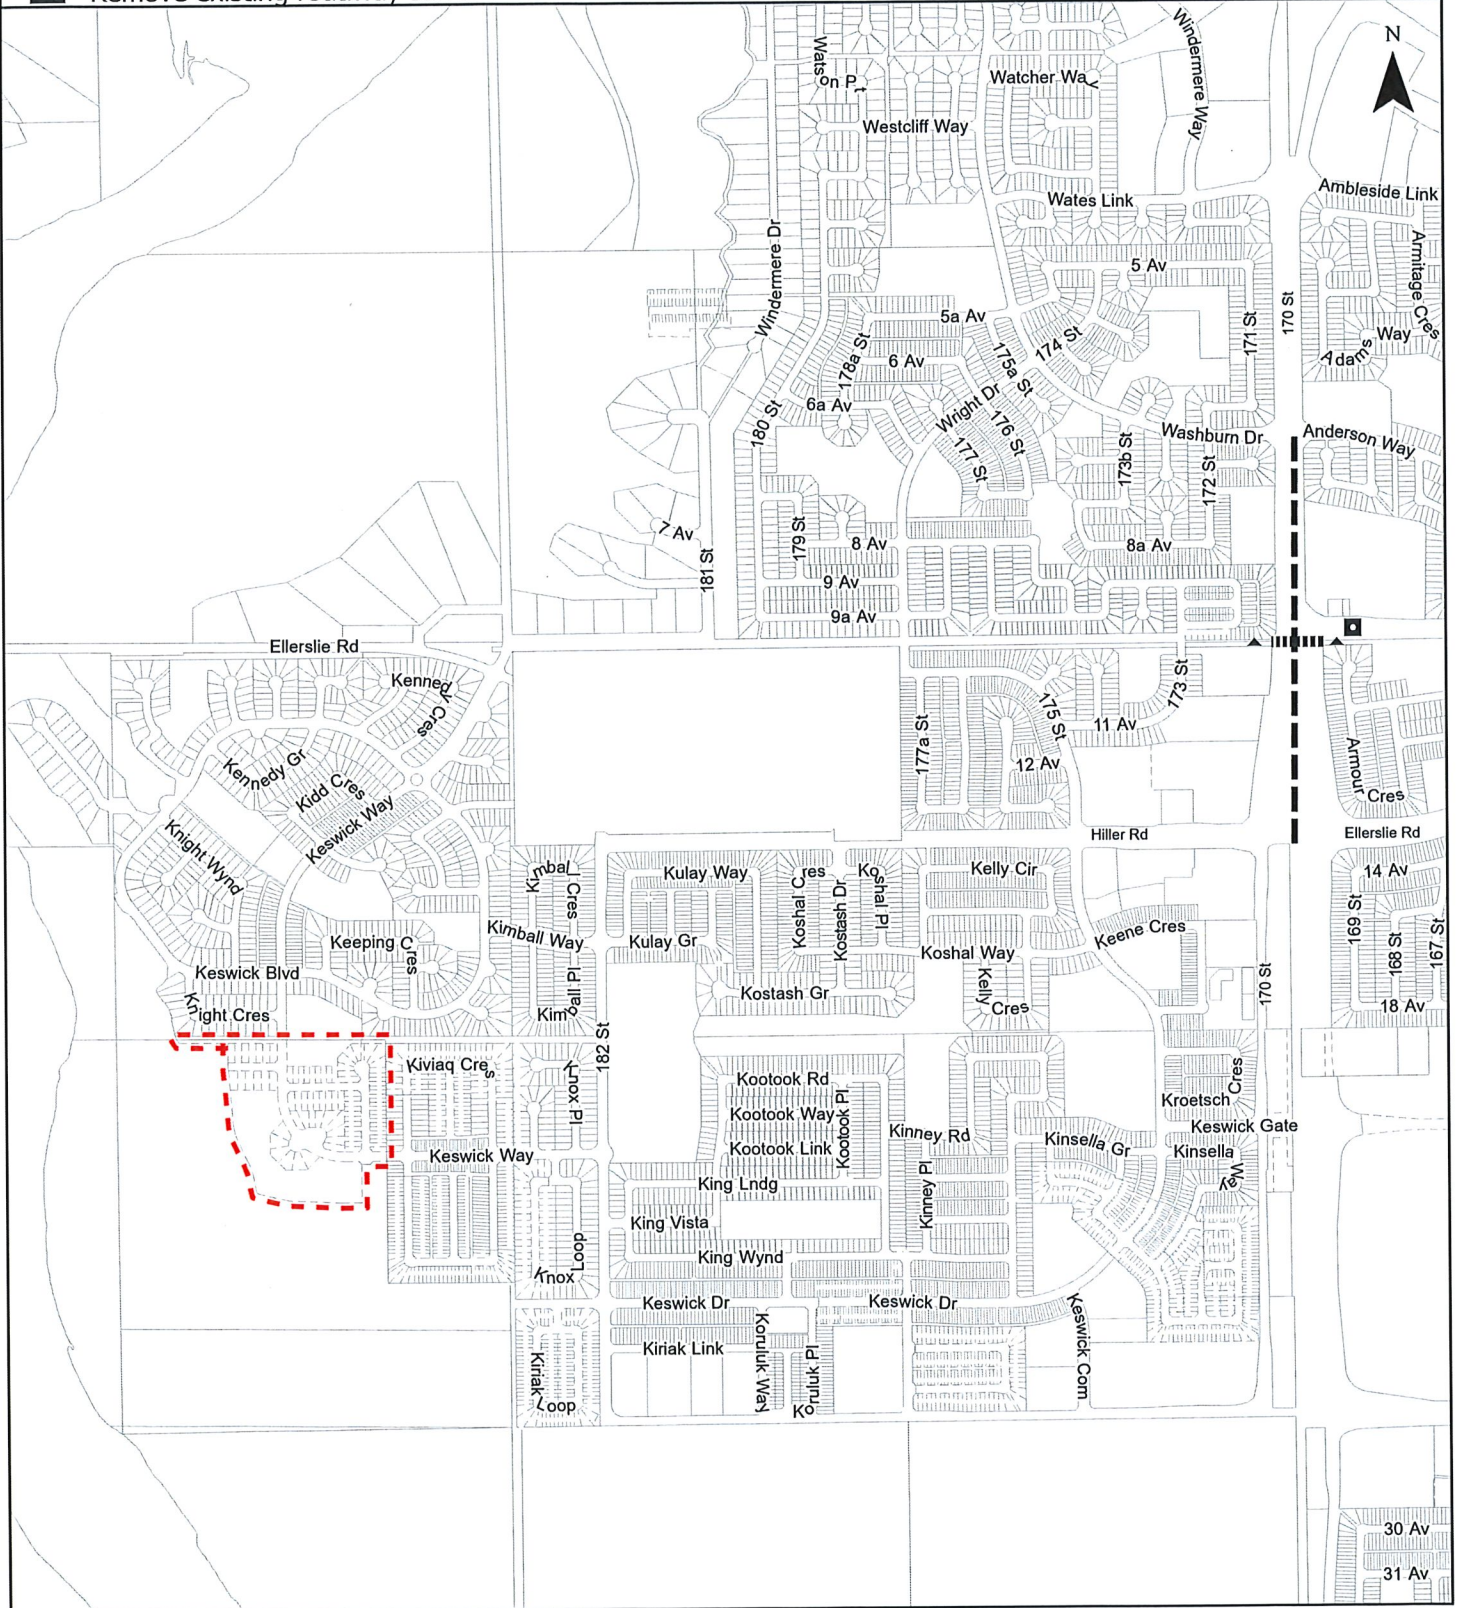 Remove existing roadway
N
Watson Pt
Watcher Way
Windermere Way
Westcliff Way
Wates Link
Ambleside Link
Windermere Dr
5 Av
Armitage Cres
170 St
5a Av
171 St
174 St
Adams Way
178a St
6 Av
175a St
6a Av
Wright Dr
180 St
176 St
Washburn Dr
Anderson Way
177 St
173b St
172 St
7 Av
179 St
8 Av
8a Av
181 St
9 Av
9a Av
Ellerslie Rd
Kennedy Cres
173 St
175 St
11 Av
177a St
12 Av
Kennedy Gr
Kidd Cres
Armour Cres
Keswick Way
Hiller Rd
Ellerslie Rd
Knight Wynd
Kimball Cres
Kulay Way
Koshal Cres
Kostash Dr
Koshal Pl
Kelly Cir
14 Av
169 St
168 St
167 St
Kimball Way
Kulay Gr
Keeping Cres
Koshal Way
Keene Cres
Keswick Blvd
Kimball Pl
Kostash Gr
Kelly Cres
170 St
Knight Cres
18 Av
182 St
Kiviaq Cres
Knox Pl
Kootook Rd
Kootook Way
Kootook Pl
Kroetsch Cres
Kinney Rd
Keswick Gate
Kinsella Gr
Kootook Link
Kinsella Way
Keswick Way
King Lndg
Kinney Pl
King Vista
King Wynd
Knox Loop
Keswick Dr
Keswick Dr
Keswick Com
Kiriak Link
Koruluk Way
Koruluk Pl
Kiriak Loop
30 Av
31 Av